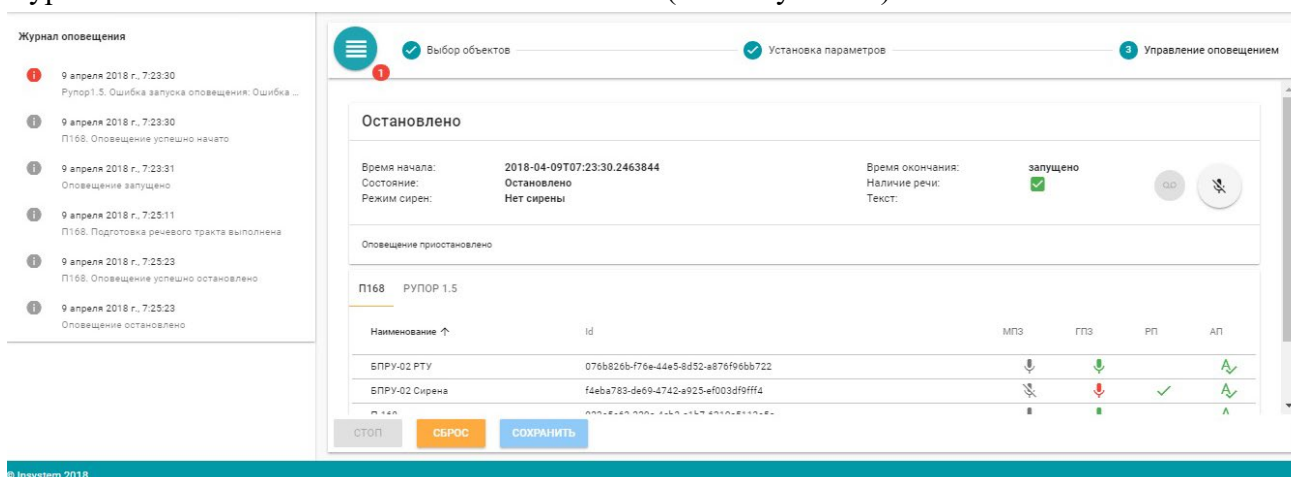 Журнал оповещения
9 апреля 2018 г., 7:23:30
Рупор1.5. Ошибка запуска оповещения: Ошибка ...
9 апреля 2018 г., 7:23:30
П168. Оповещение успешно начато
9 апреля 2018 г., 7:23:31
Оповещение запущено
9 апреля 2018 г., 7:25:11
П168. Подготовка речевого тракта выполнена
9 апреля 2018 г., 7:25:23
П168. Оповещение успешно остановлено
9 апреля 2018 г., 7:25:23
Оповещение остановлено
1
Выбор объектов
Установка параметров
3 Управление оповещением
Остановлено
Время начала: 2018-04-09T07:23:30.2463844 Время окончания: запущено
Состояние: Остановлено Наличие речи:
Режим сирен: Нет сирены Текст:
Оповещение приостановлено
П168 РУПОР 1.5
Наименование Id МПЗ ГПЗ РП АП
БПРУ-02 РТУ 076b826b-f76e-44e5-8d52-a876f96bb722
БПРУ-02 Сирена f4eba783-de69-4742-a925-ef003df9fff4
СТОП СБРОС СОХРАНИТЬ
© Insystem 2018